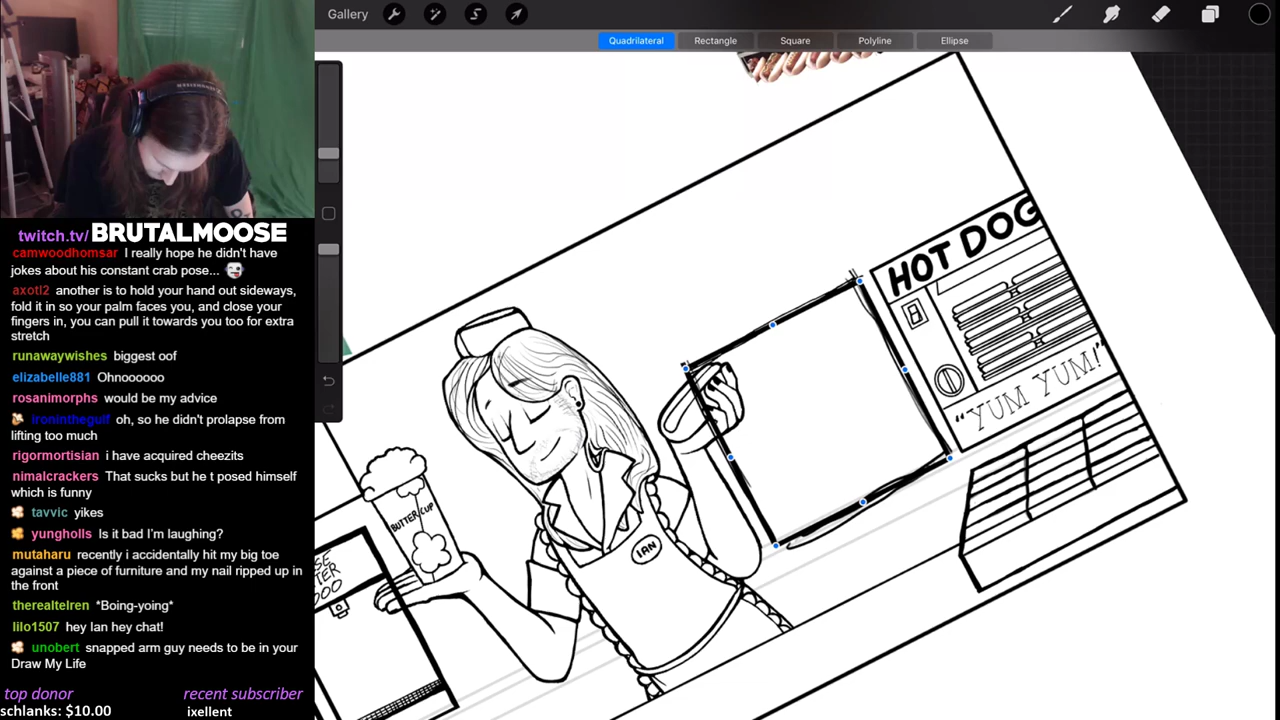 Gallery
Quadrilateral Rectangle Square Polyline Ellipse
twitch.tv/BRUTALMOOSE
camwoodhomsar I really hope he didn't have
jokes about his constant crab pose...
axotl2 another is to hold your hand out sideways,
fold it in so your palm faces you, and close your
fingers in, you can pull it towards you too for extra
stretch
runawaywishes biggest oof
elizabelle881 Ohnoooooo
rosanimorphs would be my advice
ironinthegulf oh, so he didn't prolapse from
lifting too much
rigormortisian i have acquired cheezits
nimalcrackers That sucks but he t posed himself
which is funny
tavvic yikes
yungholls Is it bad I'm laughing?
mutaharu recently i accidentally hit my big toe
against a piece of furniture and my nail ripped up in
the front
therealtelren *Boing-yoing*
lilo1507 hey Ian hey chat!
unobert snapped arm guy needs to be in your
Draw My Life
top donor recent subscriber
schlanks: $10.00 ixellent
HOT DOG
"YUM YUM!"
BUTTER CUP
IAN